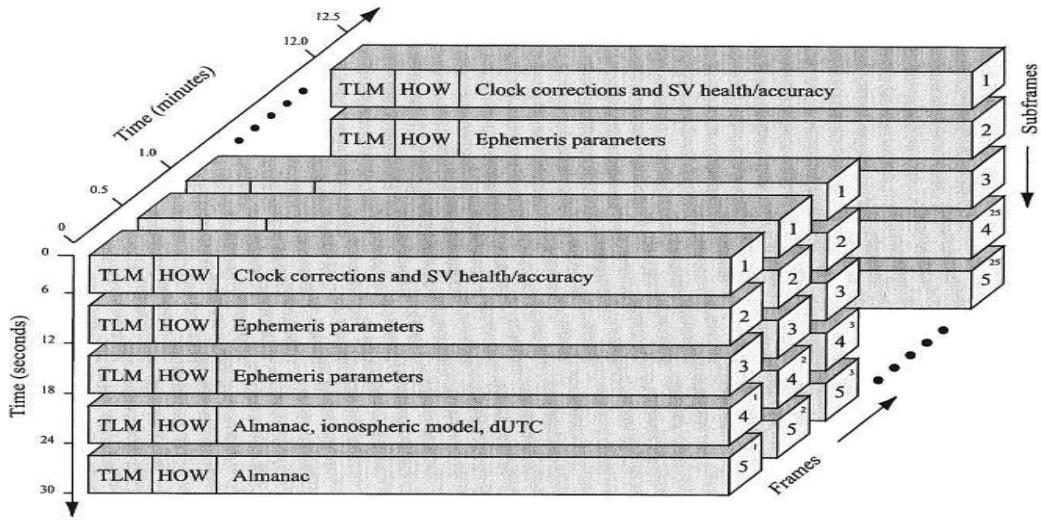 12.5
12.0
Time (minutes)
1.0
0.5
0
TLM HOW Clock corrections and SV health/accuracy 1
TLM HOW Ephemeris parameters 2
3
4 25
5 25
Subframes
1
2
3
4 3
5 3
1
2
3
4 2
5 2
0
6
12
18
24
30
Time (seconds)
TLM HOW Clock corrections and SV health/accuracy 1
TLM HOW Ephemeris parameters 2
TLM HOW Ephemeris parameters 3
TLM HOW Almanac, ionospheric model, dUTC 4 1
TLM HOW Almanac 5 1
Frames